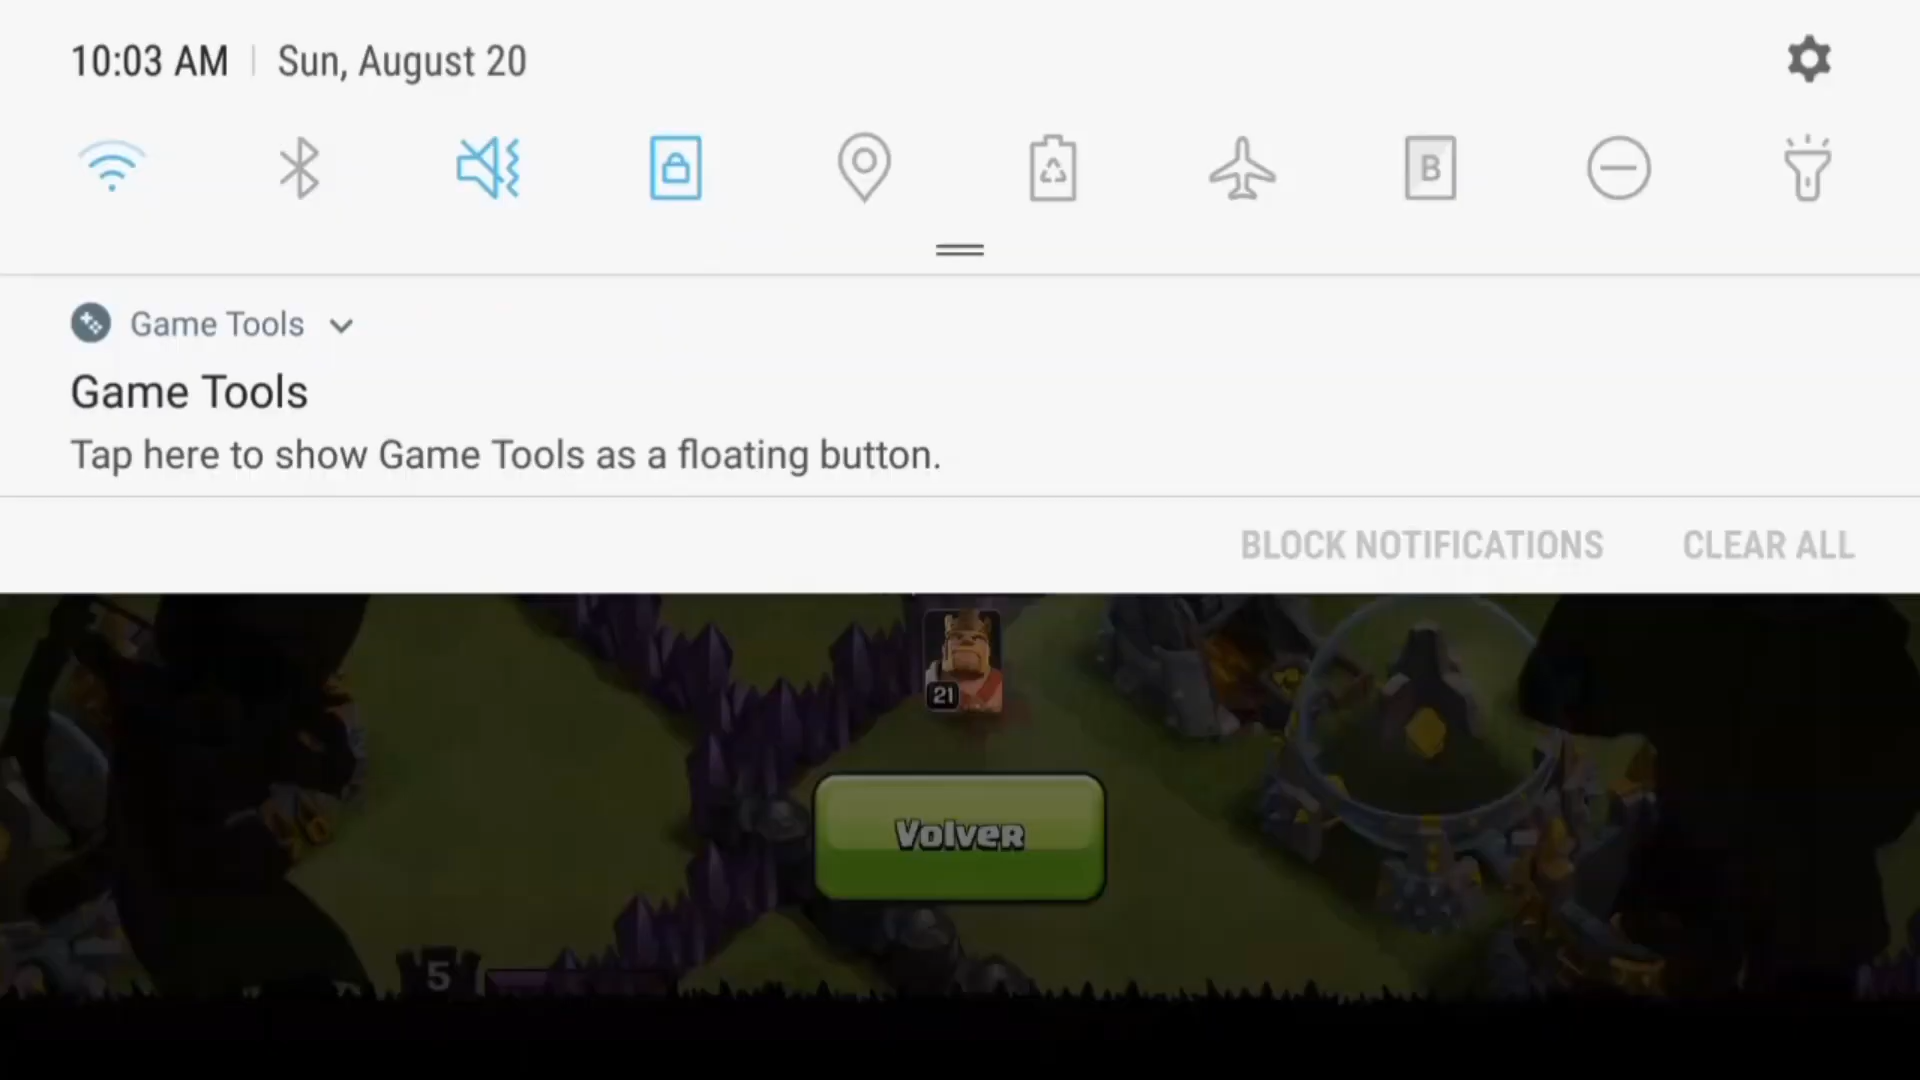 10:03 AM | Sun, August 20
B
Game Tools
Game Tools
Tap here to show Game Tools as a floating button.
BLOCK NOTIFICATIONS CLEAR ALL
21
Volver
5